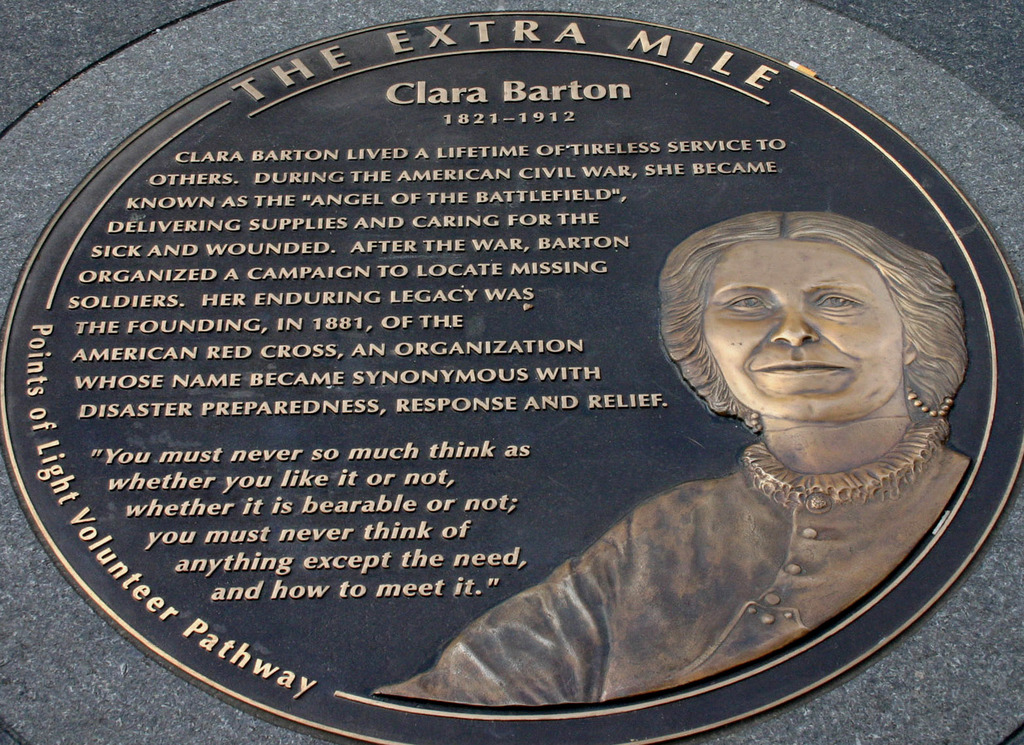 THE EXTRA MILE
Clara Barton
1821-1912
CLARA BARTON LIVED A LIFETIME OF TIRELESS SERVICE TO
OTHERS. DURING THE AMERICAN CIVIL WAR, SHE BECAME
KNOWN AS THE "ANGEL OF THE BATTLEFIELD",
DELIVERING SUPPLIES AND CARING FOR THE
SICK AND WOUNDED. AFTER THE WAR, BARTON
ORGANIZED A CAMPAIGN TO LOCATE MISSING
SOLDIERS. HER ENDURING LEGACY WAS
THE FOUNDING, IN 1881, OF THE
AMERICAN RED CROSS, AN ORGANIZATION
WHOSE NAME BECAME SYNONYMOUS WITH
DISASTER PREPAREDNESS, RESPONSE AND RELIEF.
"You must never so much think as
whether you like it or not,
whether it is bearable or not;
you must never think of
anything except the need,
and how to meet it."
Points of Light Volunteer Pathway